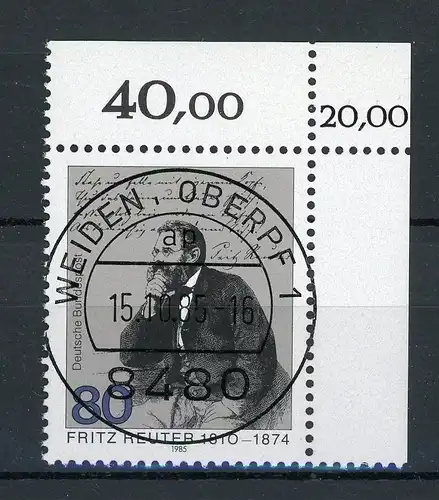 40,00
20,00
WEIDEN, OBERPF 1
ap
15.10.85-16
8480
Deutsche Bundespost
80
FRITZ REUTER 1810–1874
1985